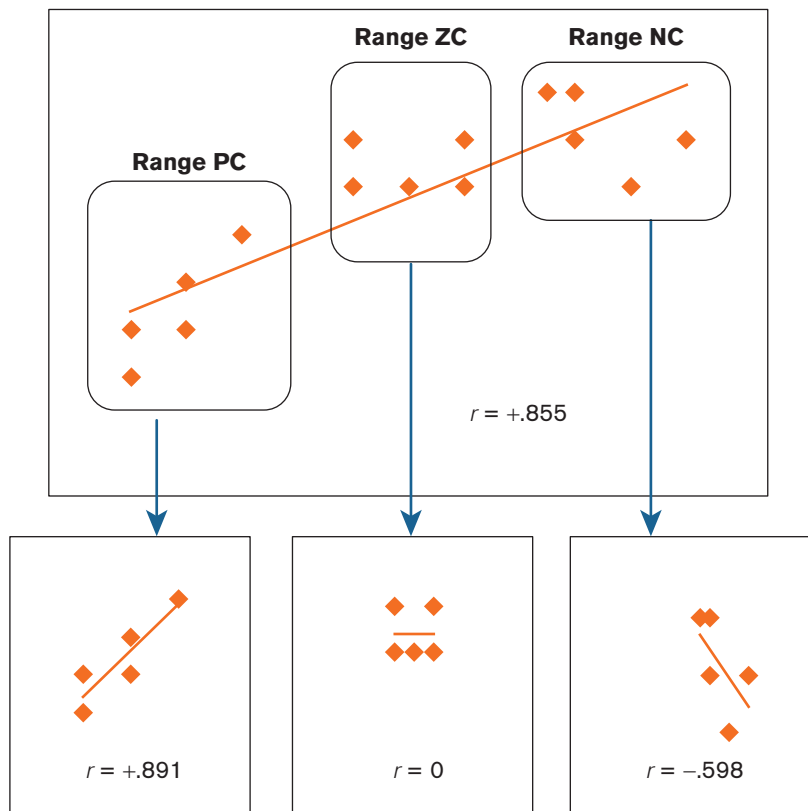 Range ZC
Range NC
Range PC
r = +.855
r = +.891
r = 0
r = −.598